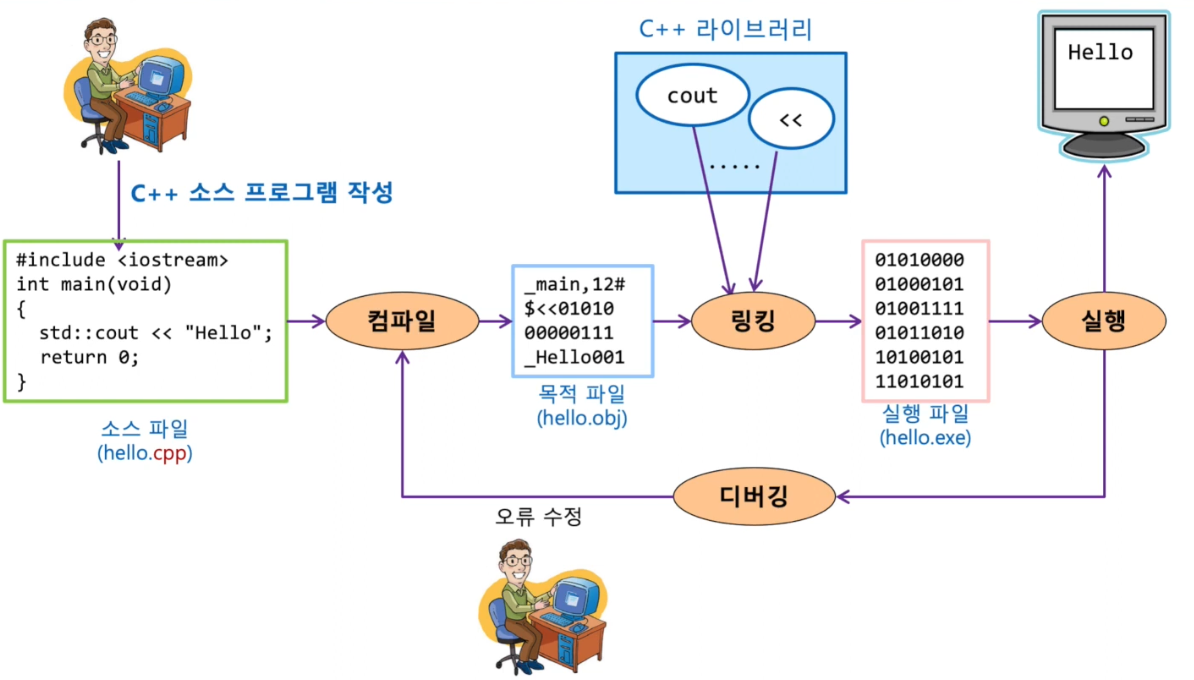 C++ 라이브러리
cout
<<
.....
Hello
C++ 소스 프로그램 작성
#include <iostream>
int main(void)
{
  std::cout << "Hello";
  return 0;
}
소스 파일
(hello.cpp)
컴파일
_main,12#
$<<01010
00000111
_Hello001
목적 파일
(hello.obj)
링킹
01010000
01000101
01001111
01011010
10100101
11010101
실행 파일
(hello.exe)
실행
디버깅
오류 수정